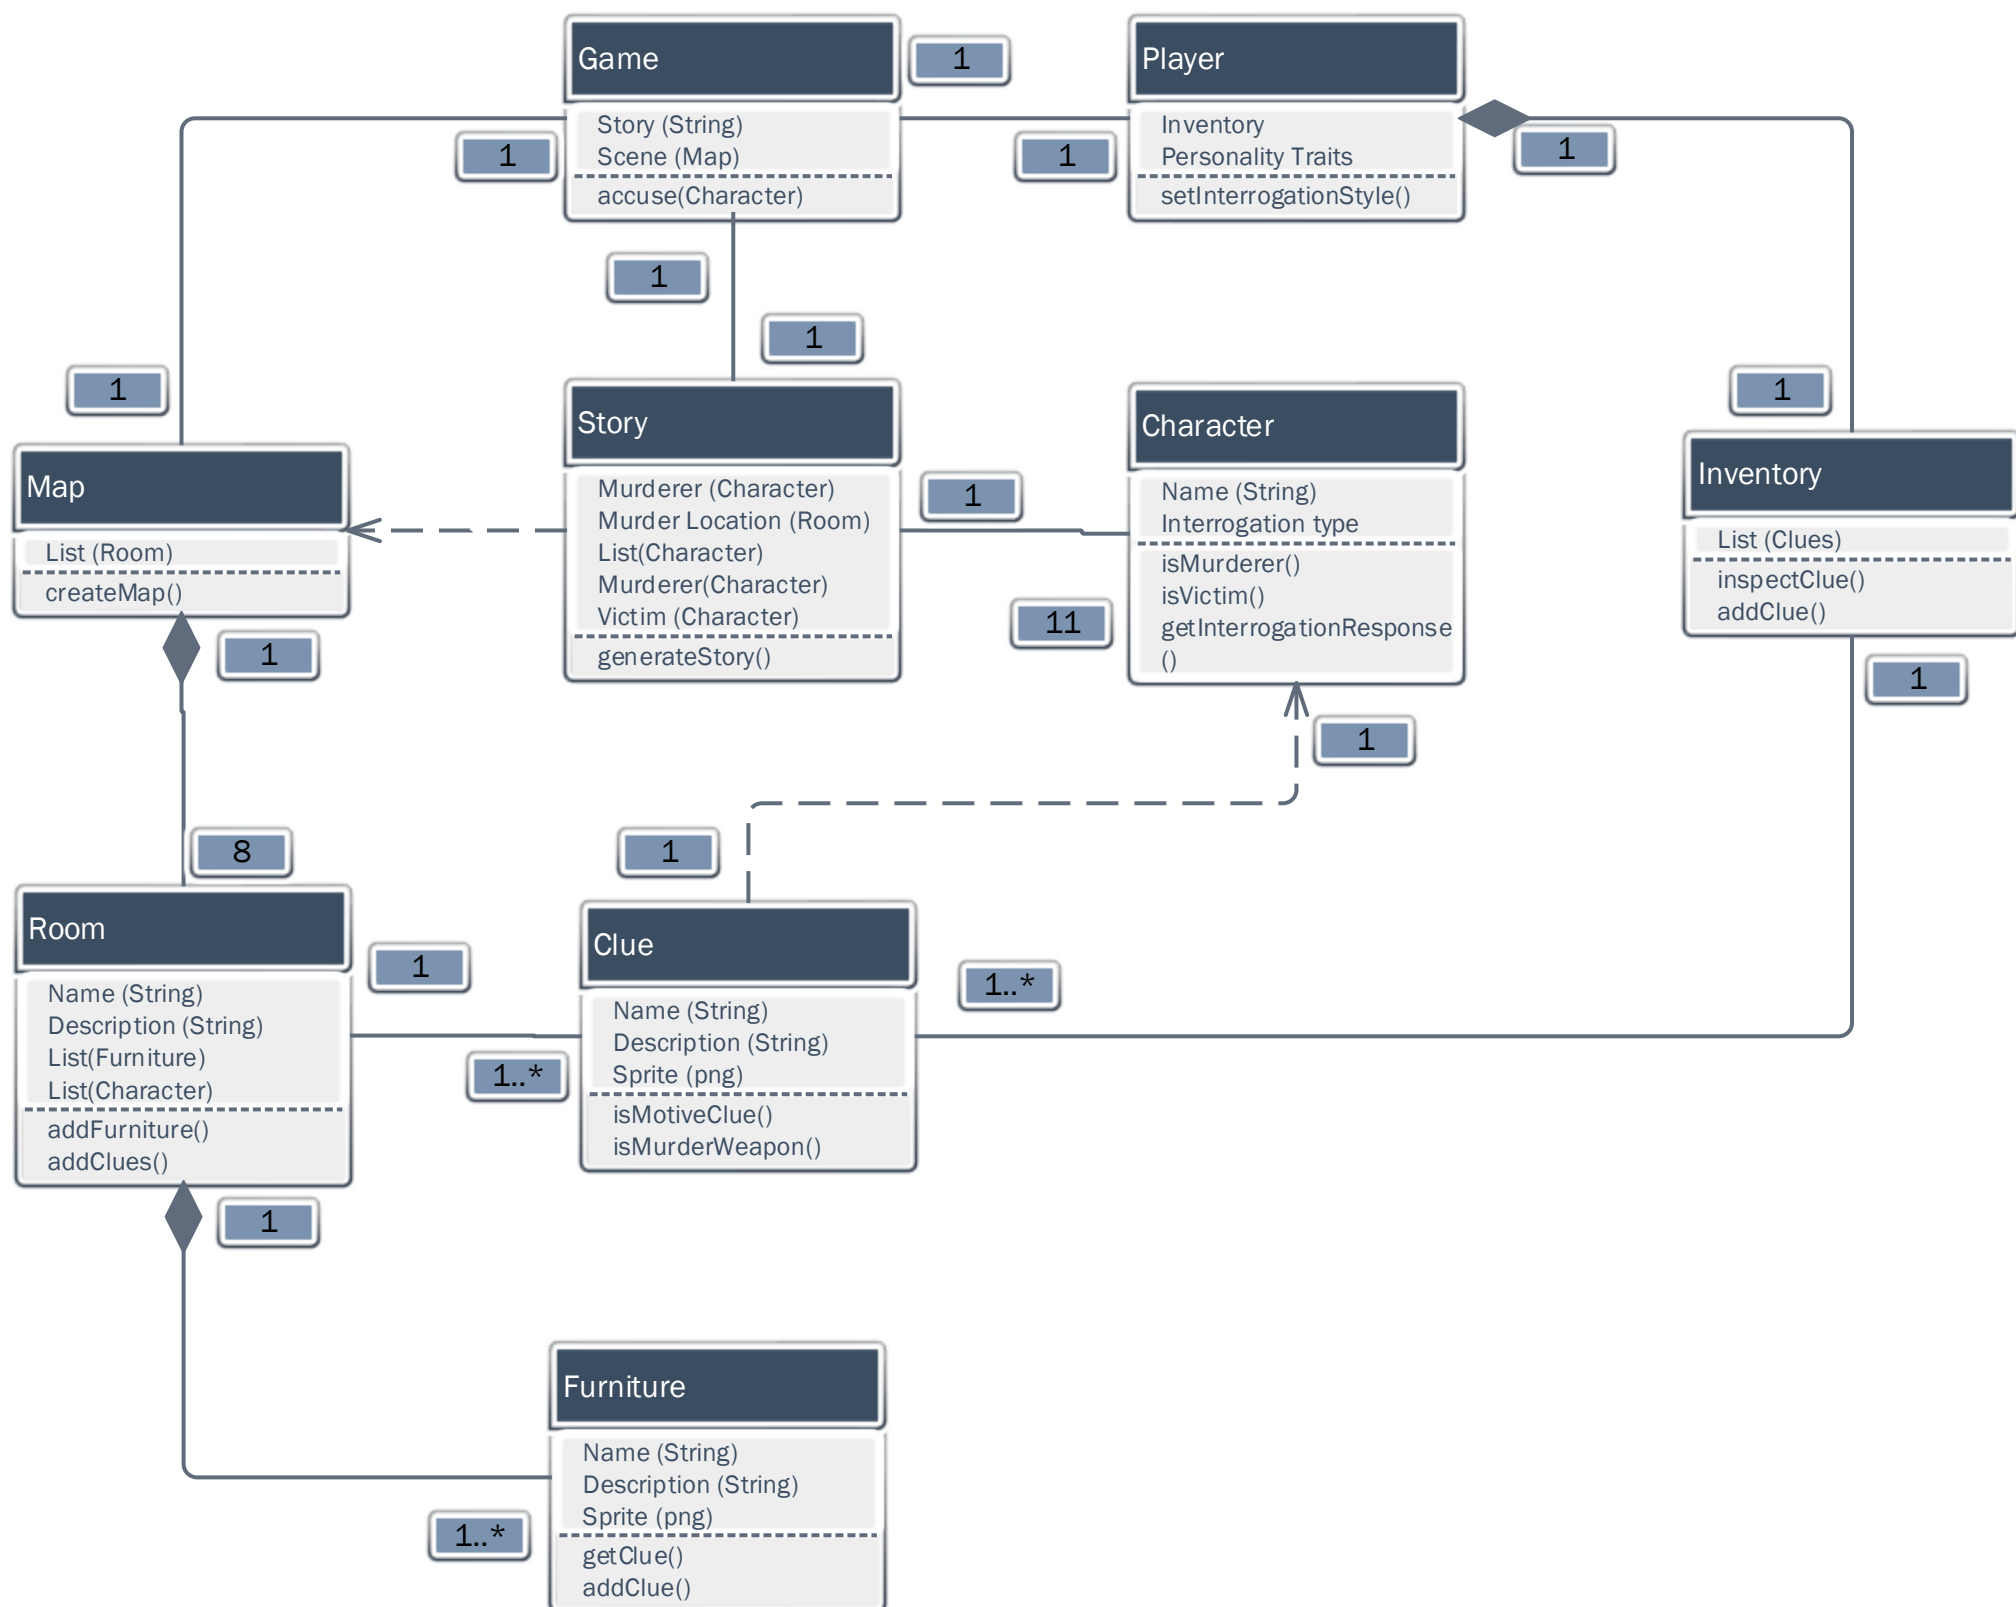 Game
Story (String)
Scene (Map)
accuse(Character)
1
1
Player
Inventory
Personality Traits
setInterrogationStyle()
1
1
1
1
1
1
Map
List (Room)
createMap()
Story
Murderer (Character)
Murder Location (Room)
List(Character)
Murderer(Character)
Victim (Character)
generateStory()
1
11
Character
Name (String)
Interrogation type
isMurderer()
isVictim()
getInterrogationResponse
()
Inventory
List (Clues)
inspectClue()
addClue()
1
1
1
1
8
Room
Name (String)
Description (String)
List(Furniture)
List(Character)
addFurniture()
addClues()
1
1..*
Clue
Name (String)
Description (String)
Sprite (png)
isMotiveClue()
isMurderWeapon()
1..*
1
Furniture
Name (String)
Description (String)
Sprite (png)
getClue()
addClue()
1..*